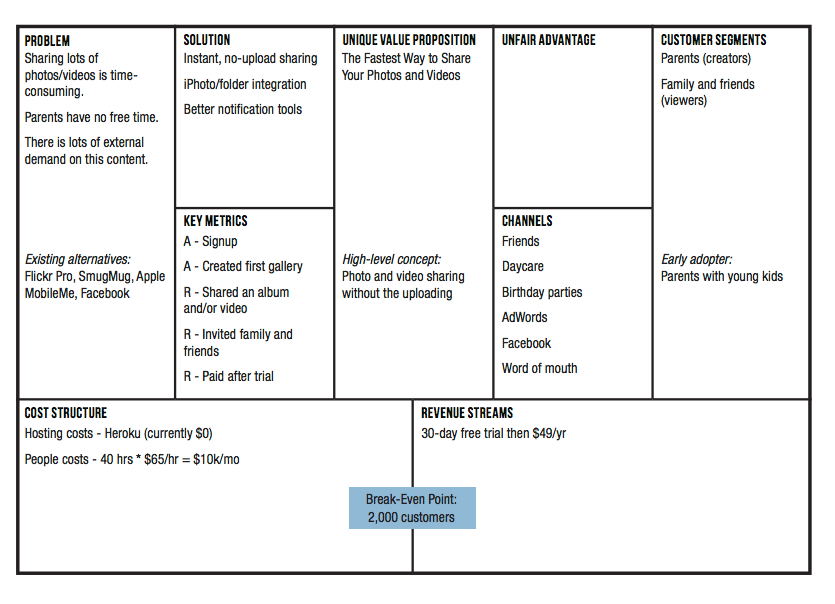 PROBLEM
Sharing lots of
photos/videos is time-
consuming.
Parents have no free time.
There is lots of external
demand on this content.
Existing alternatives:
Flickr Pro, SmugMug, Apple
MobileMe, Facebook
SOLUTION
Instant, no-upload sharing
iPhoto/folder integration
Better notification tools
KEY METRICS
A - Signup
A - Created first gallery
R - Shared an album
and/or video
R - Invited family and
friends
R - Paid after trial
UNIQUE VALUE PROPOSITION
The Fastest Way to Share
Your Photos and Videos
High-level concept:
Photo and video sharing
without the uploading
UNFAIR ADVANTAGE
CHANNELS
Friends
Daycare
Birthday parties
AdWords
Facebook
Word of mouth
CUSTOMER SEGMENTS
Parents (creators)
Family and friends
(viewers)
Early adopter:
Parents with young kids
COST STRUCTURE
Hosting costs - Heroku (currently $0)
People costs - 40 hrs * $65/hr = $10k/mo
REVENUE STREAMS
30-day free trial then $49/yr
Break-Even Point:
2,000 customers